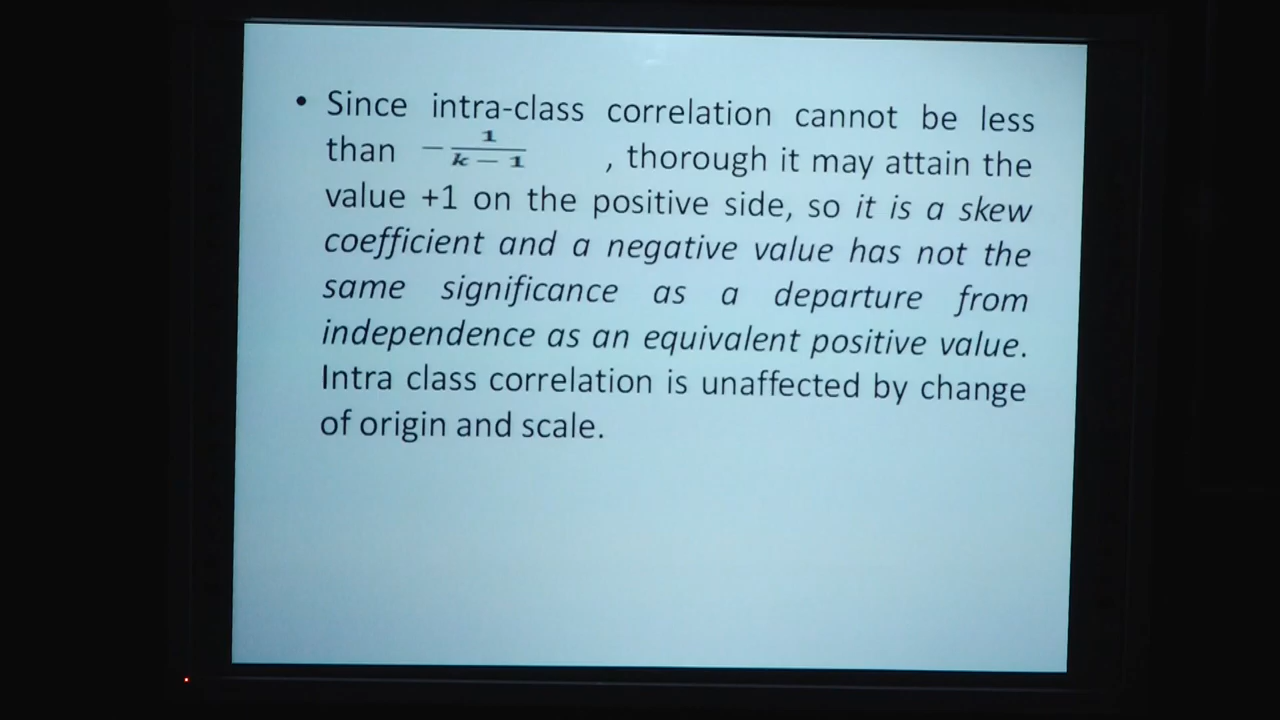 • Since intra-class correlation cannot be less
than −1/(k − 1) , thorough it may attain the
value +1 on the positive side, so it is a skew
coefficient and a negative value has not the
same significance as a departure from
independence as an equivalent positive value.
Intra class correlation is unaffected by change
of origin and scale.